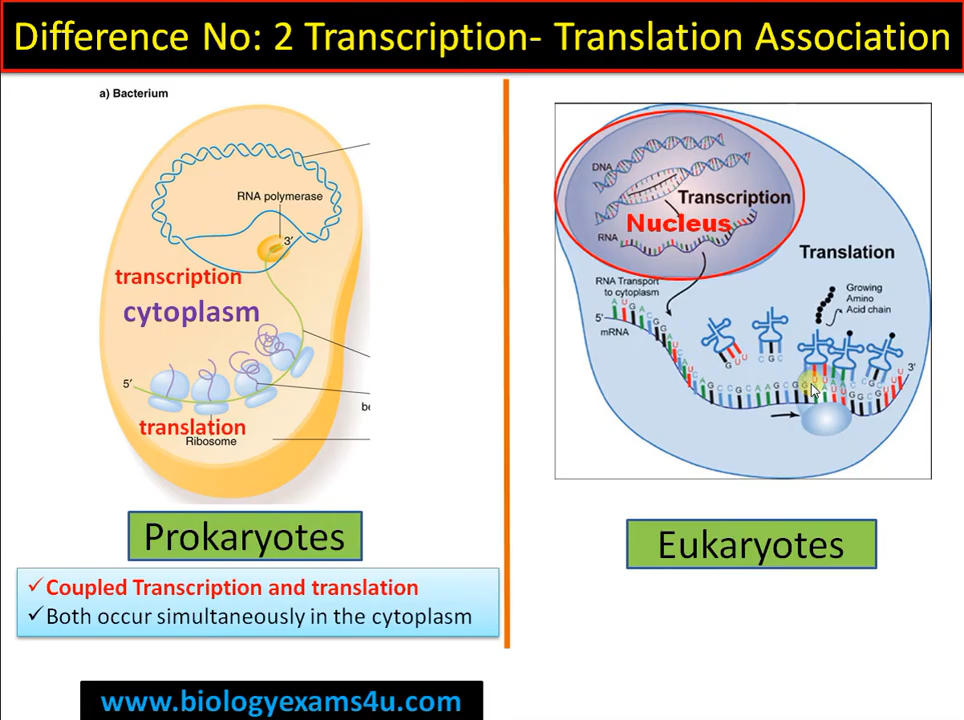 Difference No: 2 Transcription- Translation Association
a) Bacterium
RNA polymerase
3'
transcription
cytoplasm
5'
translation
Ribosome
be
Prokaryotes
✓Coupled Transcription and translation
✓Both occur simultaneously in the cytoplasm
www.biologyexams4u.com
DNA
Transcription
Nucleus
RNA
Translation
RNA Transport
to cytoplasm
Growing
Amino
Acid chain
5'
mRNA
3'
Eukaryotes